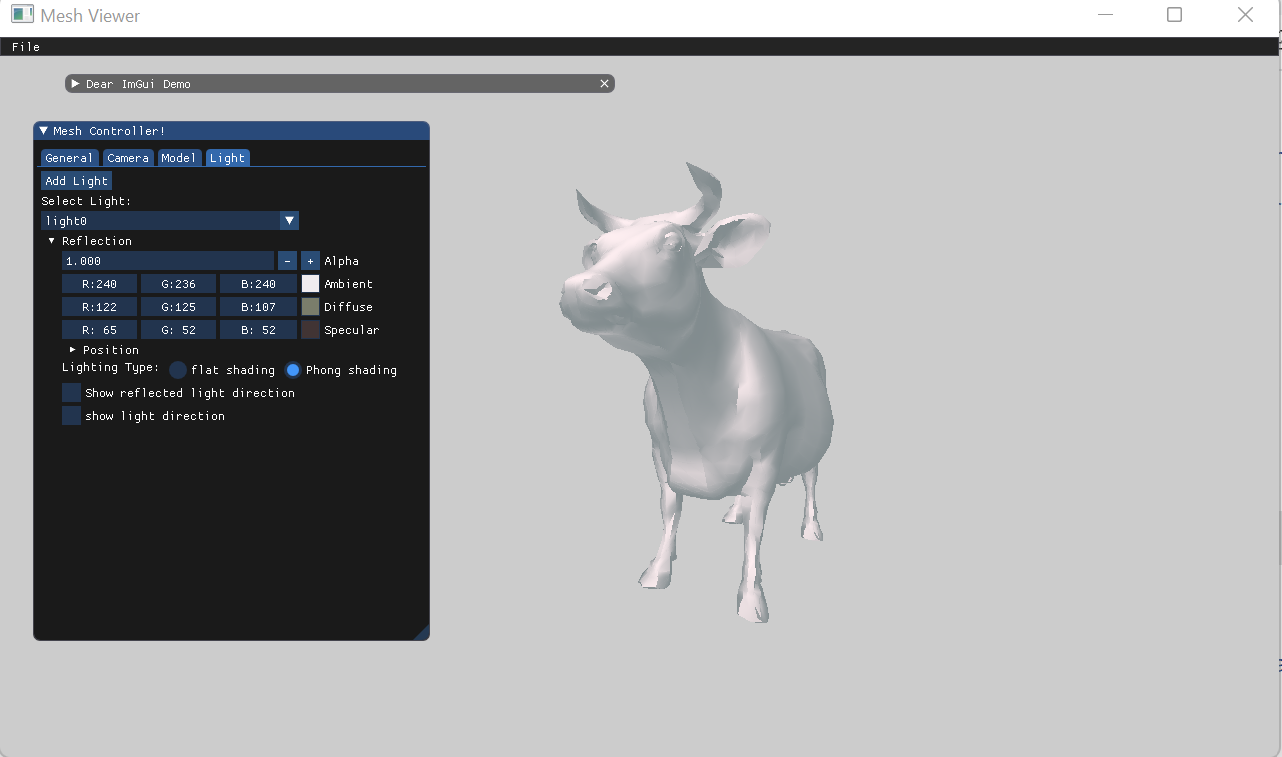 Mesh Viewer
File
Dear ImGui Demo
Mesh Controller!
General Camera Model Light
Add Light
Select Light:
light0
Reflection
1.000 - + Alpha
R:240 G:236 B:240 Ambient
R:122 G:125 B:107 Diffuse
R: 65 G: 52 B: 52 Specular
Position
Lighting Type: flat shading Phong shading
Show reflected light direction
show light direction